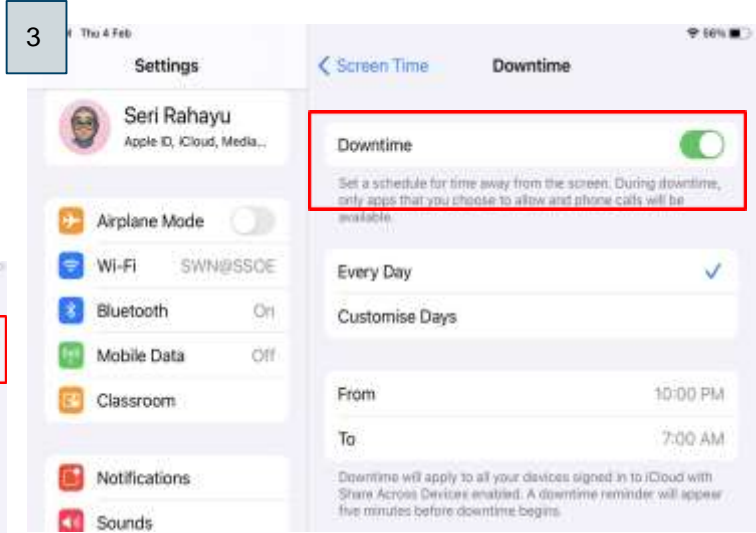 3
Thu 4 Feb
56%
Settings
Screen Time
Downtime
Seri Rahayu
Apple ID, iCloud, Media...
Airplane Mode
Wi-Fi SWN@SSOE
Bluetooth On
Mobile Data Off
Classroom
Notifications
Sounds
Downtime
Set a schedule for time away from the screen. During downtime,
only apps that you choose to allow and phone calls will be
available.
Every Day
Customise Days
From 10:00 PM
To 7:00 AM
Downtime will apply to all your devices signed in to iCloud with
Share Across Devices enabled. A downtime reminder will appear
five minutes before downtime begins.